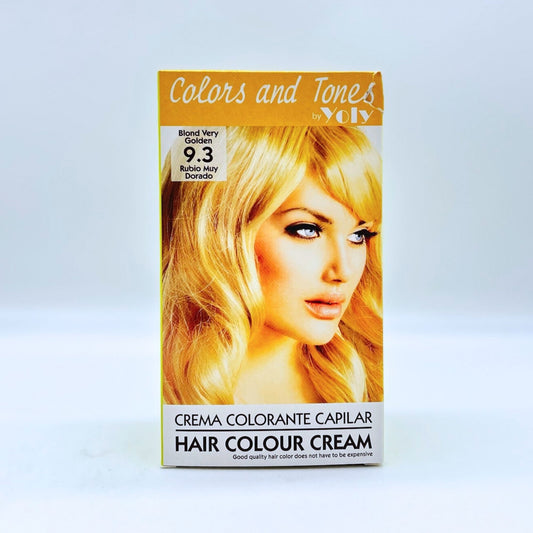 Colors and Tones
by Yoly
Blond Very
Golden
9.3
Rubio Muy
Dorado
CREMA COLORANTE CAPILAR
HAIR COLOUR CREAM
Good quality hair color does not have to be expensive